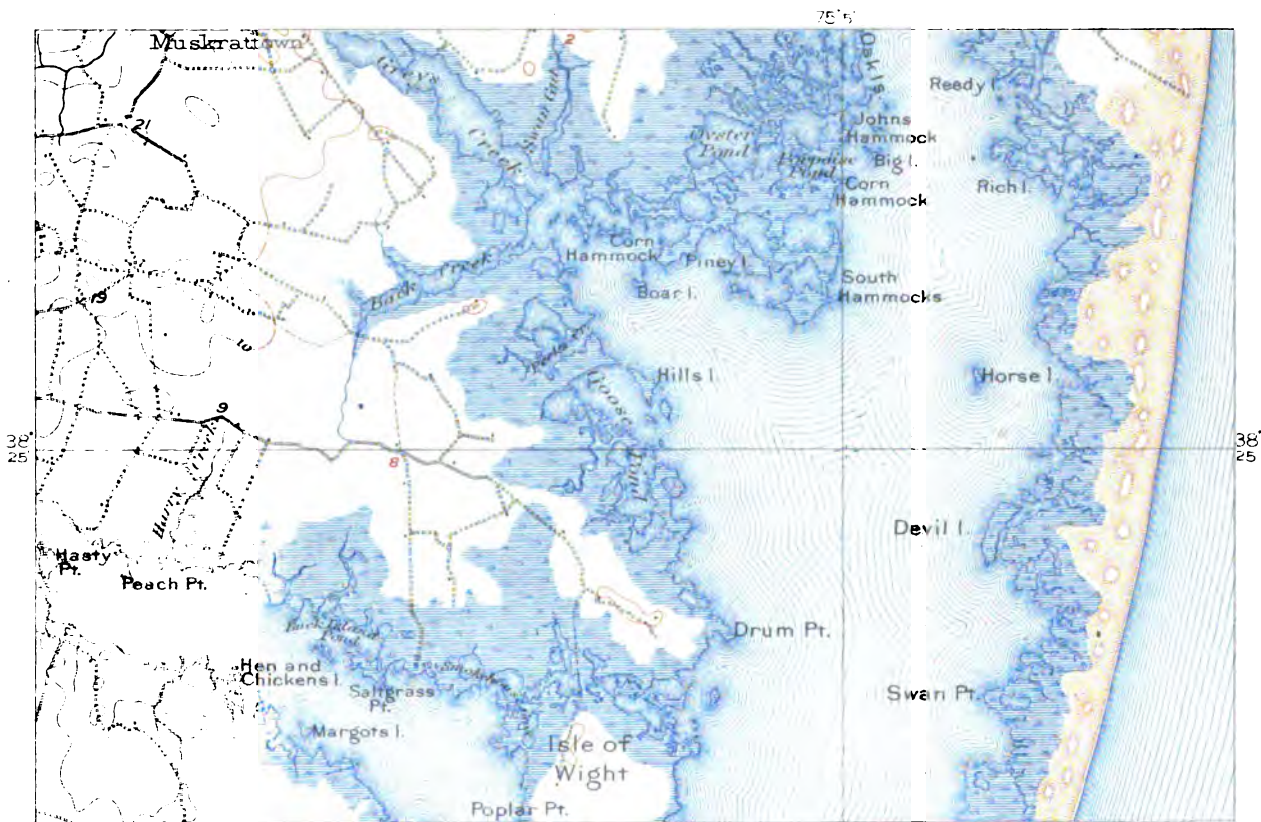 75°5'
Muskrattown
2
Greys
Creek
Swan Gut
Oak Is
Reedy I.
21
Oyster
Pond
Johns
Hammock
Porpoise
Pond
Big I.
Corn
Hammock
Rich I.
Corn
Hammock
Piney I.
Back Creek
Boar I.
South
Hammocks
19
10
Goose
Pond
Hills I.
Horse I.
9
38°
25
8
38°
25
Devil I.
Hasty
Pt.
Peach Pt.
Drum Pt.
Hen and
Chickens I.
Saltgrass
Pt.
Swan Pt.
Margots I.
Isle of
Wight
Poplar Pt.